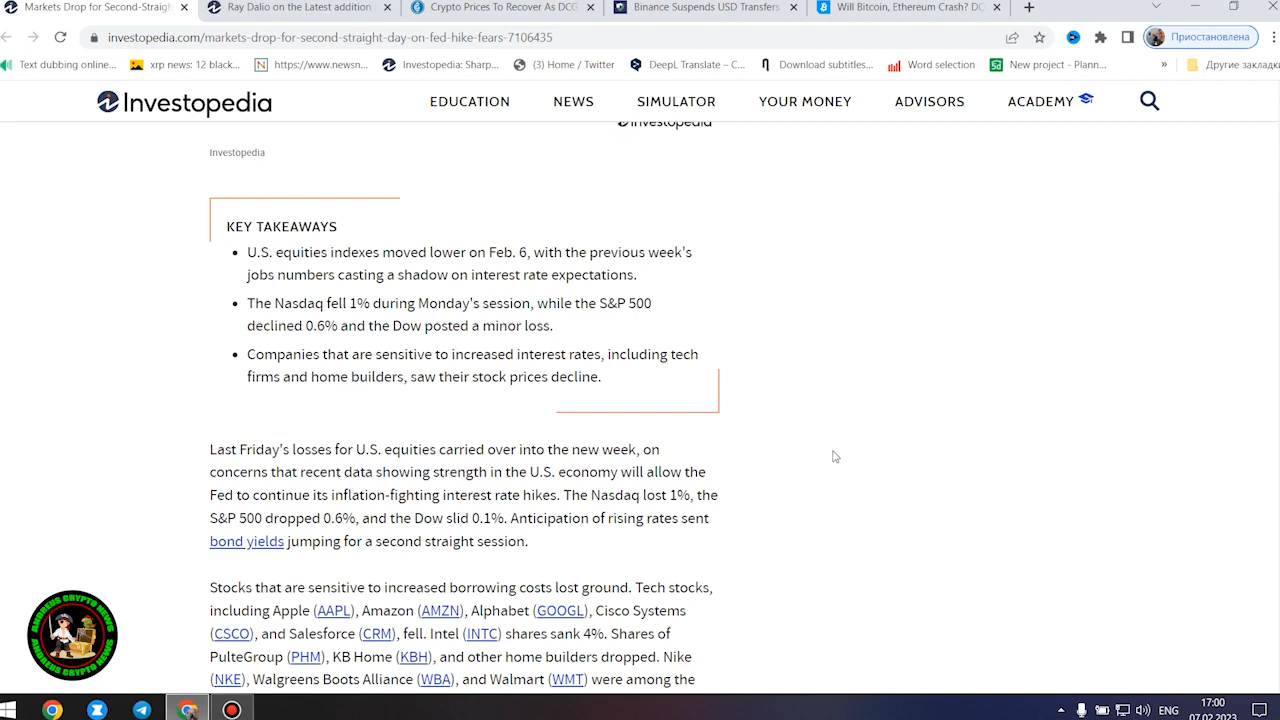 Markets Drop for Second-Straigh
Ray Dalio on the Latest addition
Crypto Prices To Recover As DCG
Binance Suspends USD Transfers
Will Bitcoin, Ethereum Crash? DC
investopedia.com/markets-drop-for-second-straight-day-on-fed-hike-fears-7106435
Приостановлена
Text dubbing online...
xrp news: 12 black...
https://www.newsn...
Investopedia: Sharp...
(3) Home / Twitter
DeepL Translate – C...
Download subtitles...
Word selection
New project - Plann...
»
Другие закладки
Investopedia
EDUCATION
NEWS
SIMULATOR
YOUR MONEY
ADVISORS
ACADEMY
Investopedia
Investopedia
KEY TAKEAWAYS
• U.S. equities indexes moved lower on Feb. 6, with the previous week's
jobs numbers casting a shadow on interest rate expectations.
• The Nasdaq fell 1% during Monday's session, while the S&P 500
declined 0.6% and the Dow posted a minor loss.
• Companies that are sensitive to increased interest rates, including tech
firms and home builders, saw their stock prices decline.
Last Friday's losses for U.S. equities carried over into the new week, on
concerns that recent data showing strength in the U.S. economy will allow the
Fed to continue its inflation-fighting interest rate hikes. The Nasdaq lost 1%, the
S&P 500 dropped 0.6%, and the Dow slid 0.1%. Anticipation of rising rates sent
bond yields jumping for a second straight session.
Stocks that are sensitive to increased borrowing costs lost ground. Tech stocks,
including Apple (AAPL), Amazon (AMZN), Alphabet (GOOGL), Cisco Systems
(CSCO), and Salesforce (CRM), fell. Intel (INTC) shares sank 4%. Shares of
PulteGroup (PHM), KB Home (KBH), and other home builders dropped. Nike
(NKE), Walgreens Boots Alliance (WBA), and Walmart (WMT) were among the
ANDREUS CRYPTO NEWS
ANDREUS CRYPTO NEWS
ENG
17:00
07.02.2023